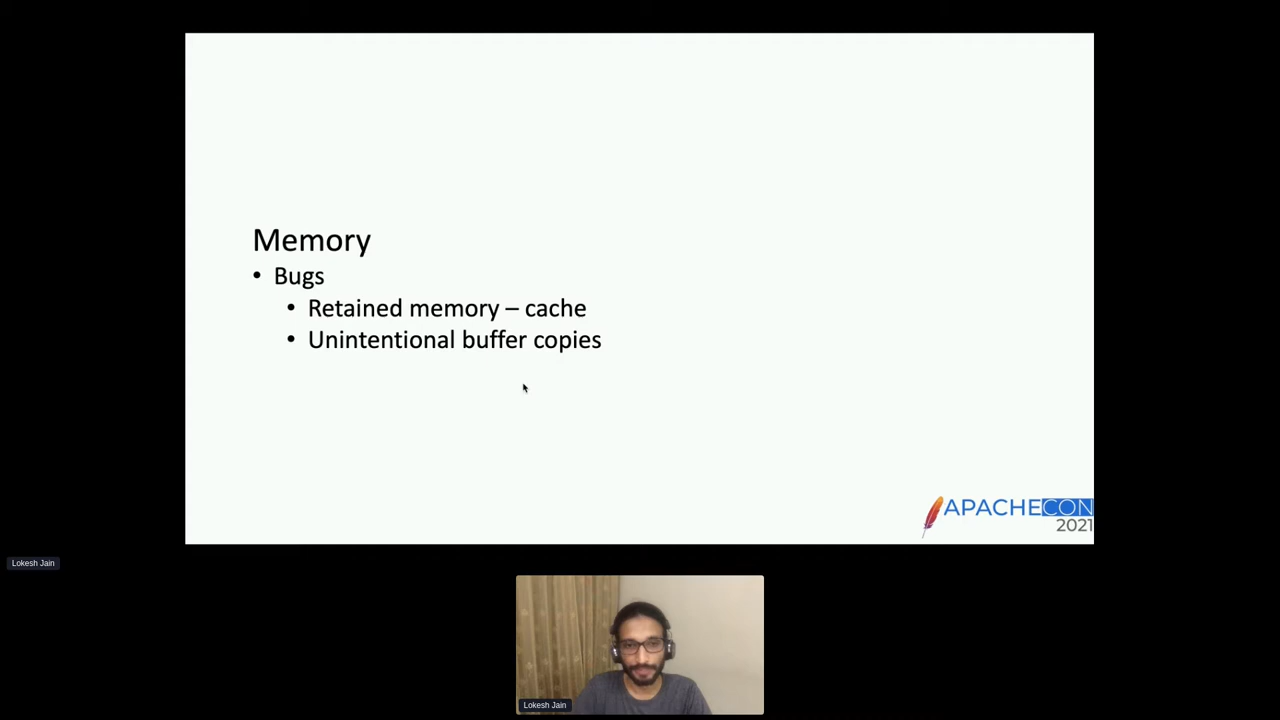 Memory
• Bugs
• Retained memory – cache
• Unintentional buffer copies
APACHECON
2021
Lokesh Jain
Lokesh Jain